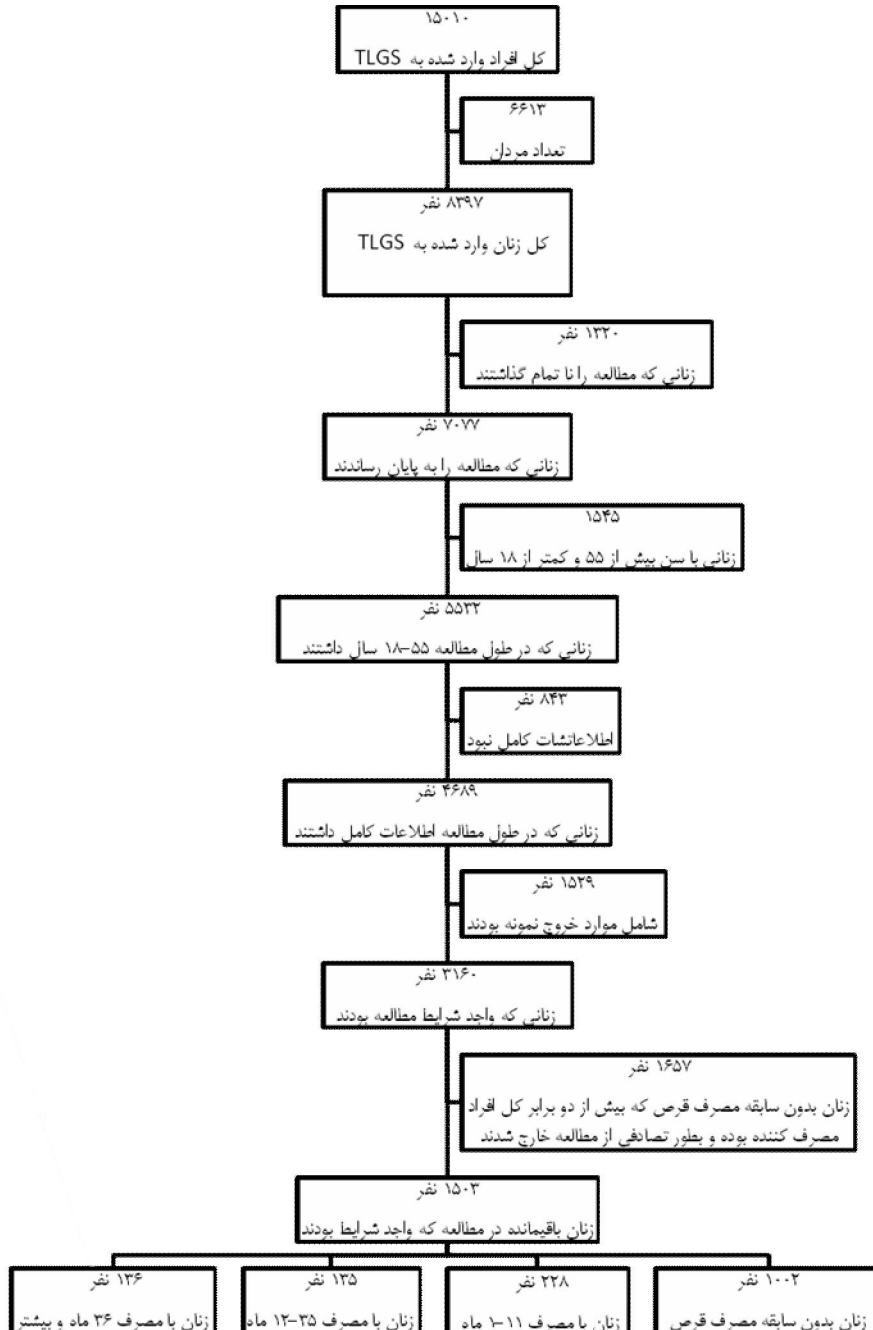 ۱۵۰۱۰
کل افراد وارد شده به TLGS
۶۶۱۳
تعداد مردان
۸۳۹۷ نفر
کل زنان وارد شده به TLGS
۱۳۲۰ نفر
زنانی که مطالعه را نا تمام گذاشتند
۷۰۷۷ نفر
زنانی که مطالعه را به پایان رساندند
۱۵۴۵
زنانی با سن بیش از ۵۵ و کمتر از ۱۸ سال
۵۵۳۲ نفر
زنانی که در طول مطالعه ۵۵-۱۸ سال داشتند
۸۴۳ نفر
اطلاعاتشات کامل نبود
۴۶۸۹ نفر
زنانی که در طول مطالعه اطلاعات کامل داشتند
۱۵۲۹ نفر
شامل موارد خروج نمونه بودند
۳۱۶۰ نفر
زنانی که واجد شرایط مطالعه بودند
۱۶۵۷ نفر
زنان بدون سابقه مصرف قرص که بیش از دو برابر کل افراد
مصرف کننده بوده و بطور تصادفی از مطالعه خارج شدند
۱۵۰۳ نفر
زنان باقیمانده در مطالعه که واجد شرایط بودند
۱۰۰۲ نفر
زنان بدون سابقه مصرف قرص
۲۲۸ نفر
زنان با مصرف ۱۱-۱ ماه
۱۳۵ نفر
زنان با مصرف ۳۵-۱۲ ماه
۱۳۶ نفر
زنان با مصرف ۳۶ ماه و بیشتر